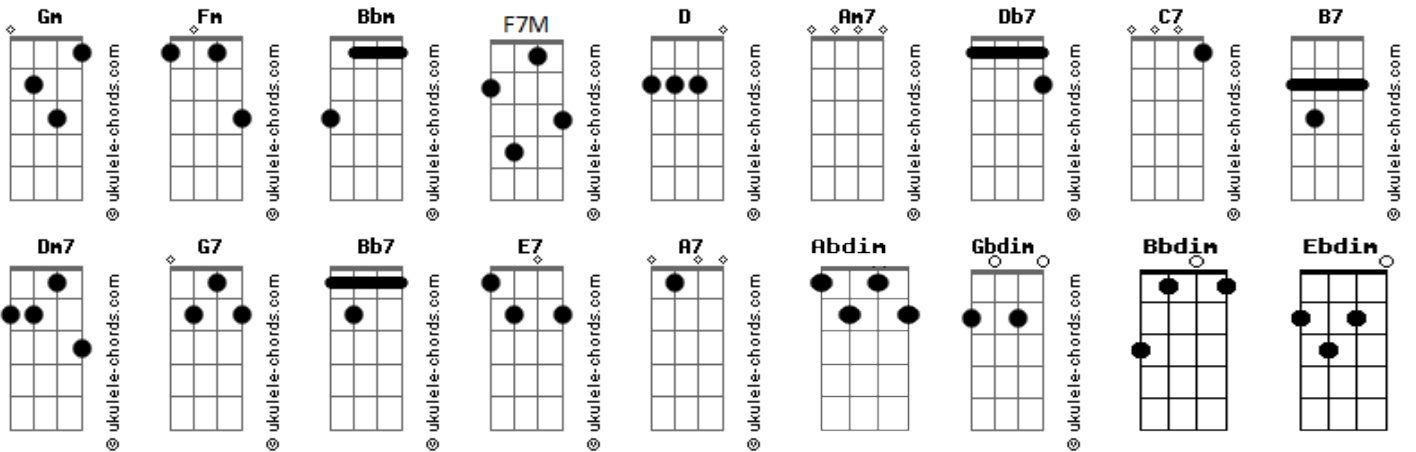 Gm Fm Bbm F7M D Am7 Db7 C7 B7
© ukulele-chords.com © ukulele-chords.com © ukulele-chords.com © ukulele-chords.com © ukulele-chords.com © ukulele-chords.com © ukulele-chords.com © ukulele-chords.com © ukulele-chords.com
Dm7 G7 Bb7 E7 A7 Abdim Gbdim Bbdim Ebdim
© ukulele-chords.com © ukulele-chords.com © ukulele-chords.com © ukulele-chords.com © ukulele-chords.com © ukulele-chords.com